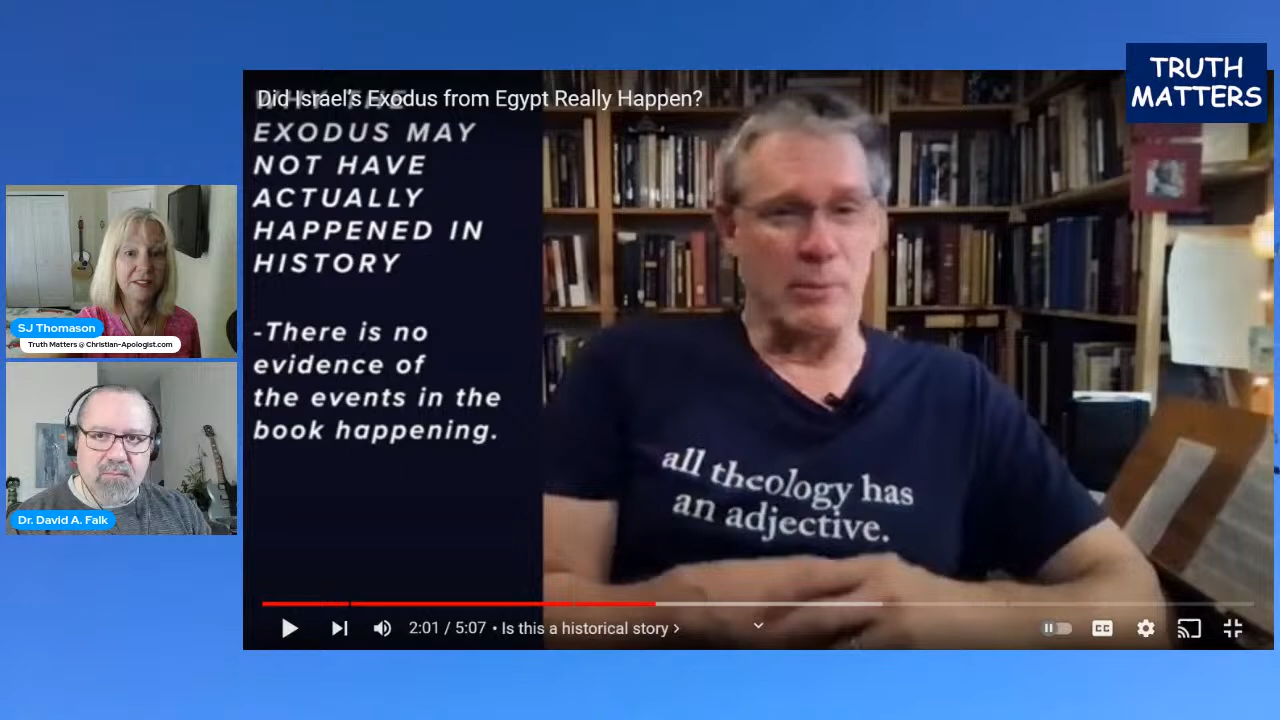 TRUTH
MATTERS
Did Israel's Exodus from Egypt Really Happen?
EXODUS MAY
NOT HAVE
ACTUALLY
HAPPENED IN
HISTORY
-There is no
evidence of
the events in the
book happening.
all theology has
an adjective.
SJ Thomason
Truth Matters @ Christian-Apologist.com
Dr. David A. Falk
2:01 / 5:07 • Is this a historical story ›
CC